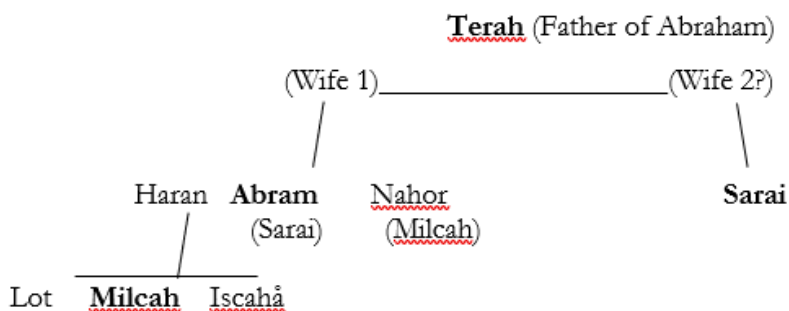 Terah (Father of Abraham)
(Wife 1) (Wife 2?)
Haran Abram Nahor Sarai
(Sarai) (Milcah)
Lot Milcah Iscahå